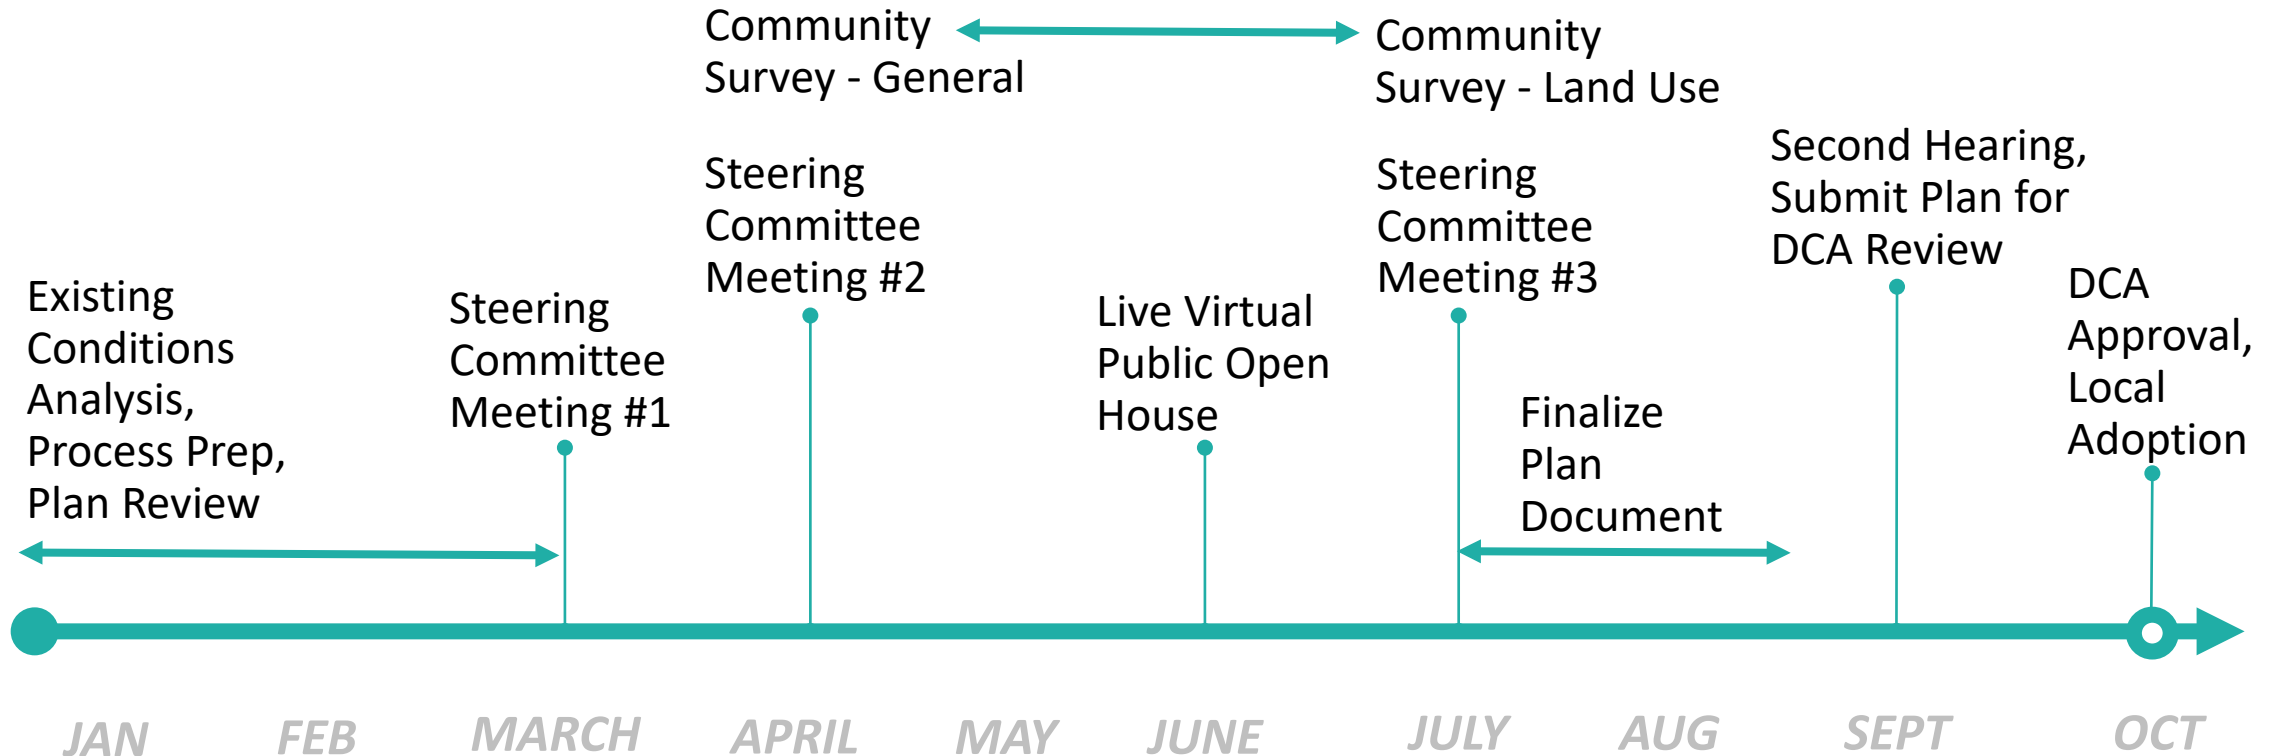 Community
Survey - General
Community
Survey - Land Use
Existing
Conditions
Analysis,
Process Prep,
Plan Review
Steering
Committee
Meeting #1
Steering
Committee
Meeting #2
Live Virtual
Public Open
House
Steering
Committee
Meeting #3
Finalize
Plan
Document
Second Hearing,
Submit Plan for
DCA Review
DCA
Approval,
Local
Adoption
JAN
FEB
MARCH
APRIL
MAY
JUNE
JULY
AUG
SEPT
OCT